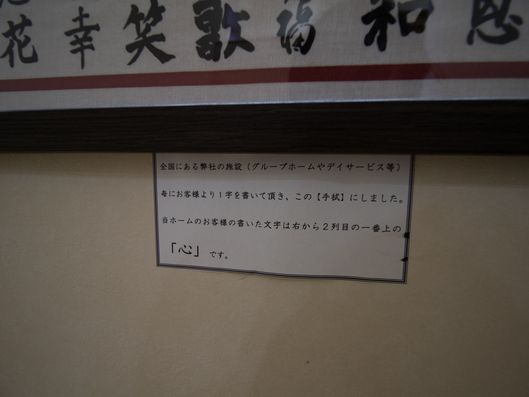 花 幸 笑 歌 福 和 恩
全国にある弊社の施設（グループホームやデイサービス等）
毎にお客様より1字を書いて頂き、この【手拭】にしました。
当ホームのお客様の書いた文字は右から2列目の一番上の
「心」です。